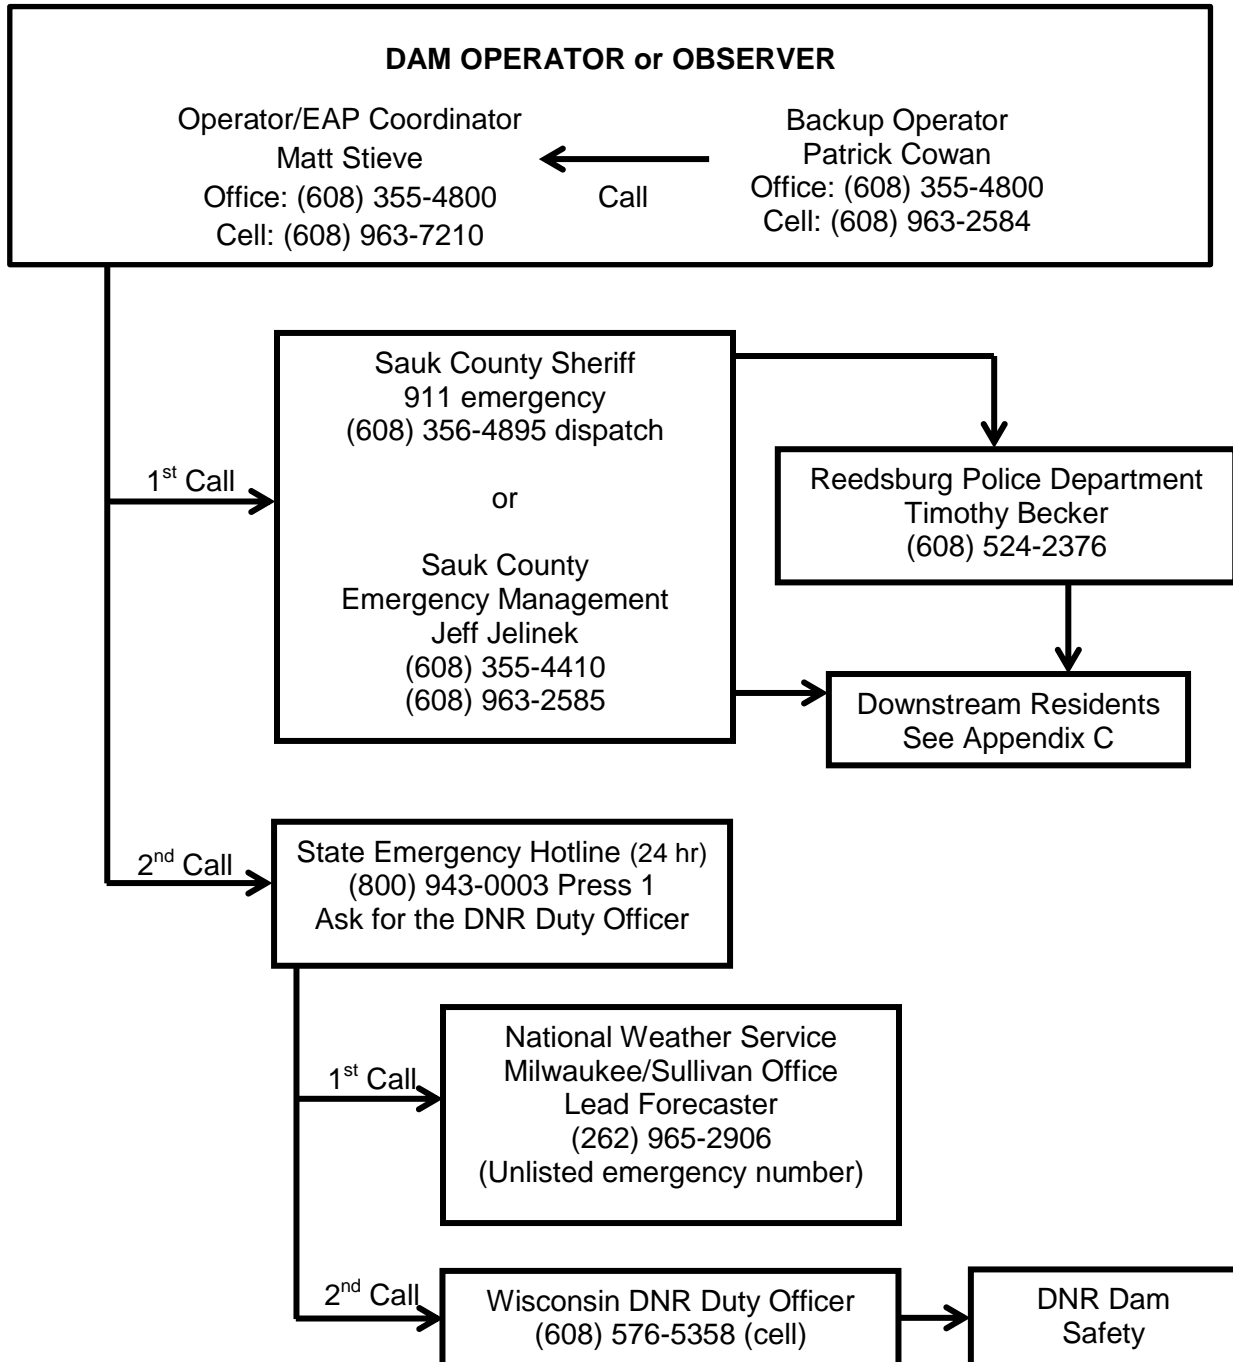 DAM OPERATOR or OBSERVER
Operator/EAP Coordinator
Matt Stieve
Office: (608) 355-4800
Cell: (608) 963-7210
Call
Backup Operator
Patrick Cowan
Office: (608) 355-4800
Cell: (608) 963-2584
1st Call
Sauk County Sheriff
911 emergency
(608) 356-4895 dispatch
or
Sauk County
Emergency Management
Jeff Jelinek
(608) 355-4410
(608) 963-2585
Reedsburg Police Department
Timothy Becker
(608) 524-2376
Downstream Residents
See Appendix C
2nd Call
State Emergency Hotline (24 hr)
(800) 943-0003 Press 1
Ask for the DNR Duty Officer
1st Call
National Weather Service
Milwaukee/Sullivan Office
Lead Forecaster
(262) 965-2906
(Unlisted emergency number)
2nd Call
Wisconsin DNR Duty Officer
(608) 576-5358 (cell)
DNR Dam
Safety